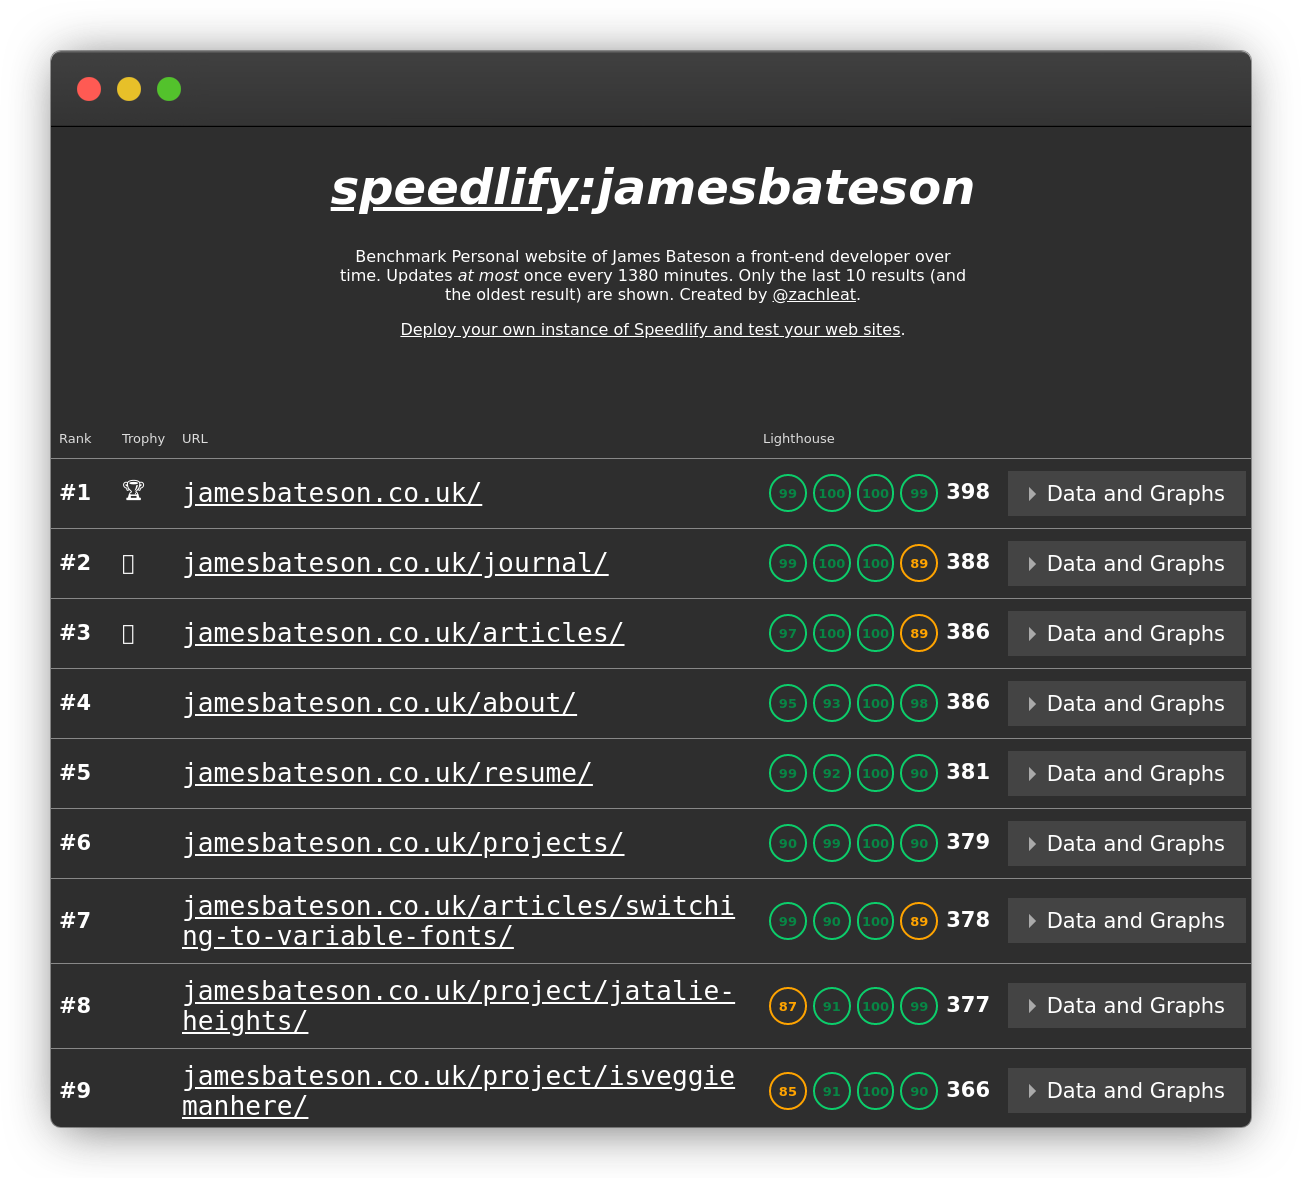 speedlify:jamesbateson
Benchmark Personal website of James Bateson a front-end developer over
time. Updates at most once every 1380 minutes. Only the last 10 results (and
the oldest result) are shown. Created by @zachleat.
Deploy your own instance of Speedlify and test your web sites.
Rank Trophy URL Lighthouse
#1 🏆 jamesbateson.co.uk/ 99 100 100 99 398 Data and Graphs
#2 jamesbateson.co.uk/journal/ 99 100 100 89 388 Data and Graphs
#3 jamesbateson.co.uk/articles/ 97 100 100 89 386 Data and Graphs
#4 jamesbateson.co.uk/about/ 95 93 100 98 386 Data and Graphs
#5 jamesbateson.co.uk/resume/ 99 92 100 90 381 Data and Graphs
#6 jamesbateson.co.uk/projects/ 90 99 100 90 379 Data and Graphs
#7 jamesbateson.co.uk/articles/switchi
ng-to-variable-fonts/ 99 90 100 89 378 Data and Graphs
#8 jamesbateson.co.uk/project/jatalie-
heights/ 87 91 100 99 377 Data and Graphs
#9 jamesbateson.co.uk/project/isveggie
manhere/ 85 91 100 90 366 Data and Graphs